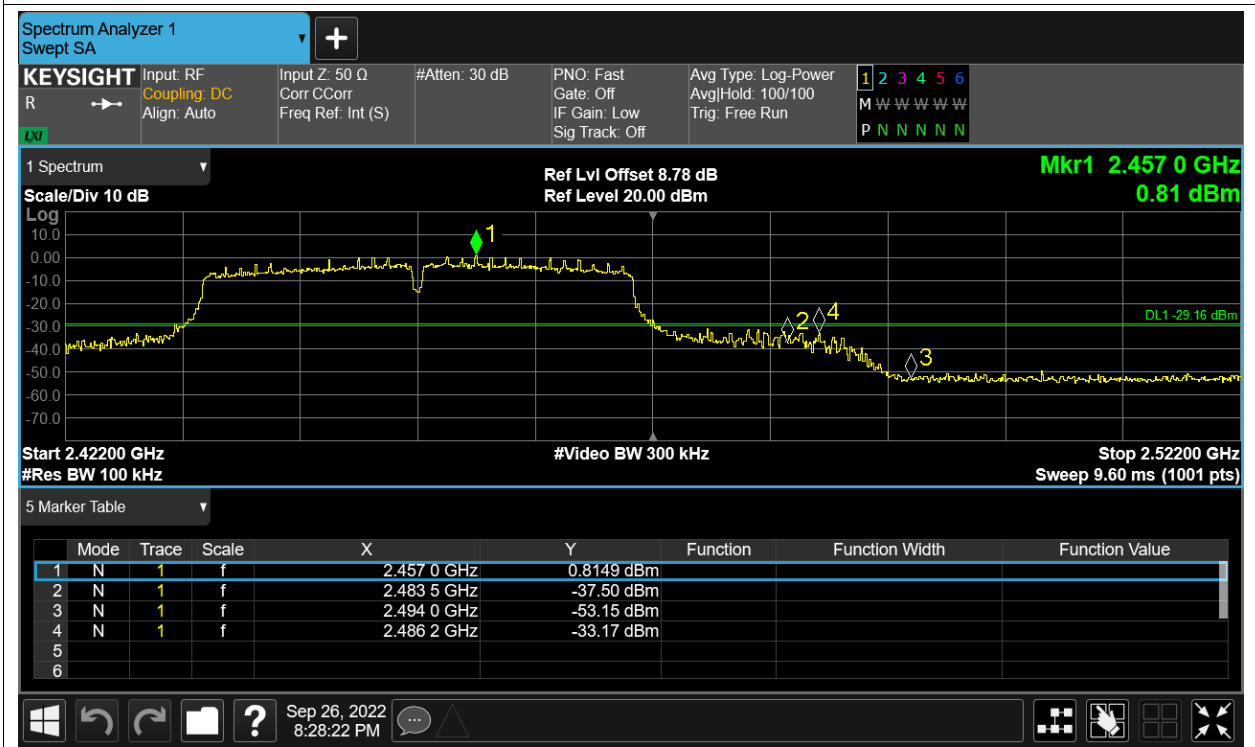 Spectrum Analyzer 1
Swept SA
KEYSIGHT
R
LXI
Input: RF
Coupling: DC
Align: Auto
Input Z: 50 Ω
Corr CCorr
Freq Ref: Int (S)
#Atten: 30 dB
PNO: Fast
Gate: Off
IF Gain: Low
Sig Track: Off
Avg Type: Log-Power
Avg|Hold: 100/100
Trig: Free Run
1 2 3 4 5 6
M W W W W W
P N N N N N
1 Spectrum
Scale/Div 10 dB
Ref Lvl Offset 8.78 dB
Ref Level 20.00 dBm
Mkr1 2.457 0 GHz
0.81 dBm
Log
10.0
0.00
-10.0
-20.0
-30.0
-40.0
-50.0
-60.0
-70.0
1
2
4
3
DL1 -29.16 dBm
Start 2.42200 GHz
#Video BW 300 kHz
Stop 2.52200 GHz
#Res BW 100 kHz
Sweep 9.60 ms (1001 pts)
5 Marker Table
Mode Trace Scale X Y Function Function Width Function Value
1 N 1 f 2.457 0 GHz 0.8149 dBm
2 N 1 f 2.483 5 GHz -37.50 dBm
3 N 1 f 2.494 0 GHz -53.15 dBm
4 N 1 f 2.486 2 GHz -33.17 dBm
5
6
?
Sep 26, 2022
8:28:22 PM